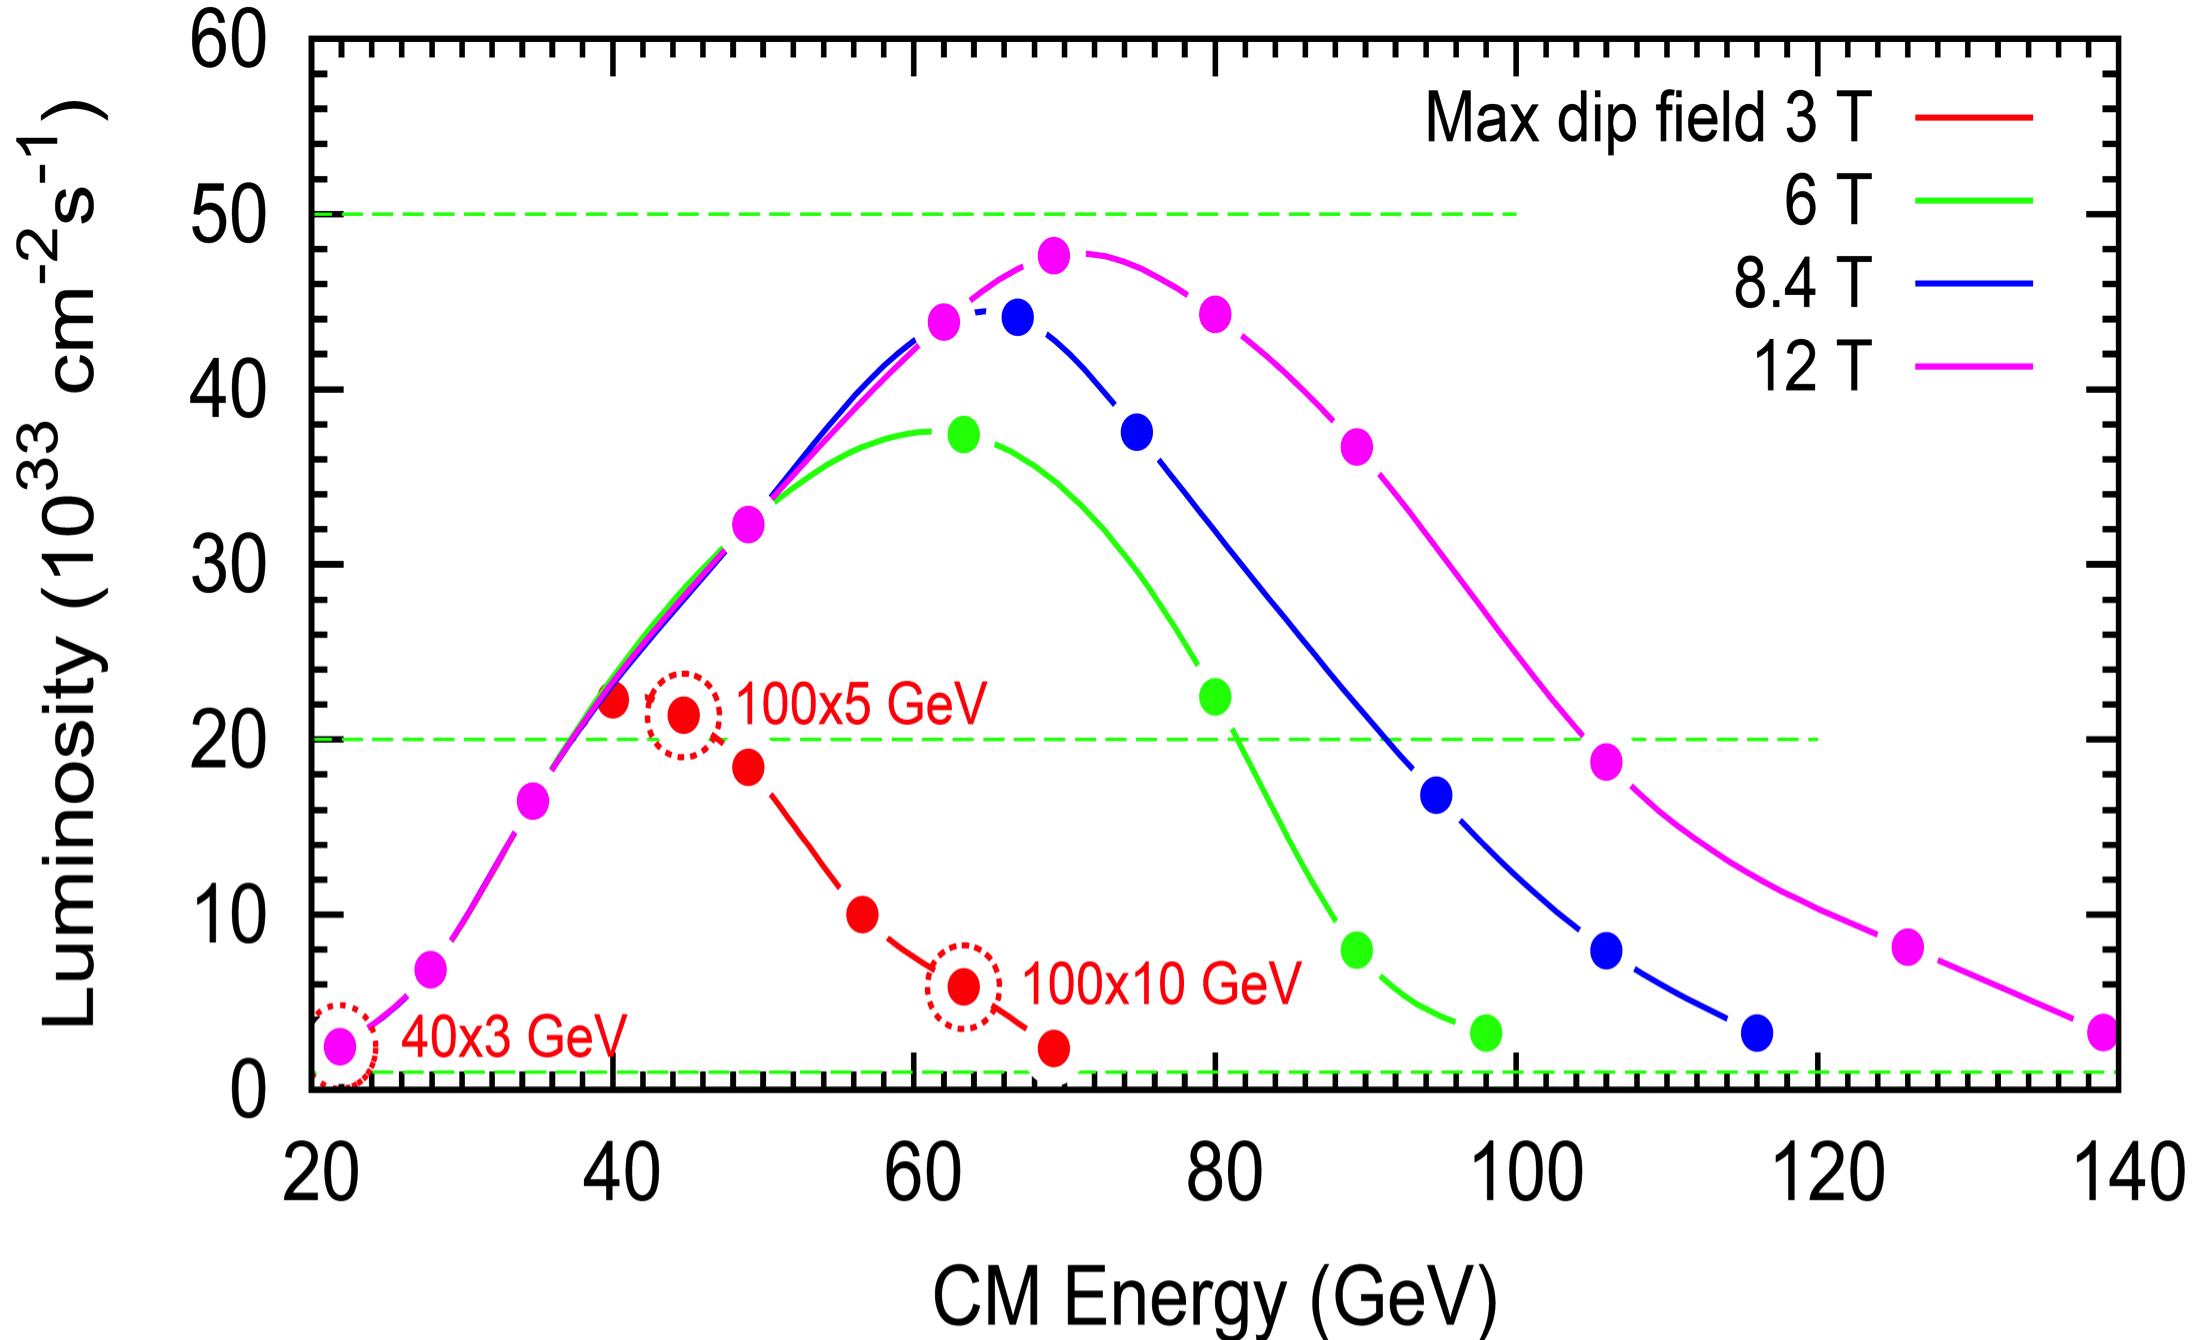 Luminosity (10^33 cm^-2 s^-1)
60
50
40
30
20
10
0
Max dip field 3 T
6 T
8.4 T
12 T
100x5 GeV
100x10 GeV
40x3 GeV
20 40 60 80 100 120 140
CM Energy (GeV)